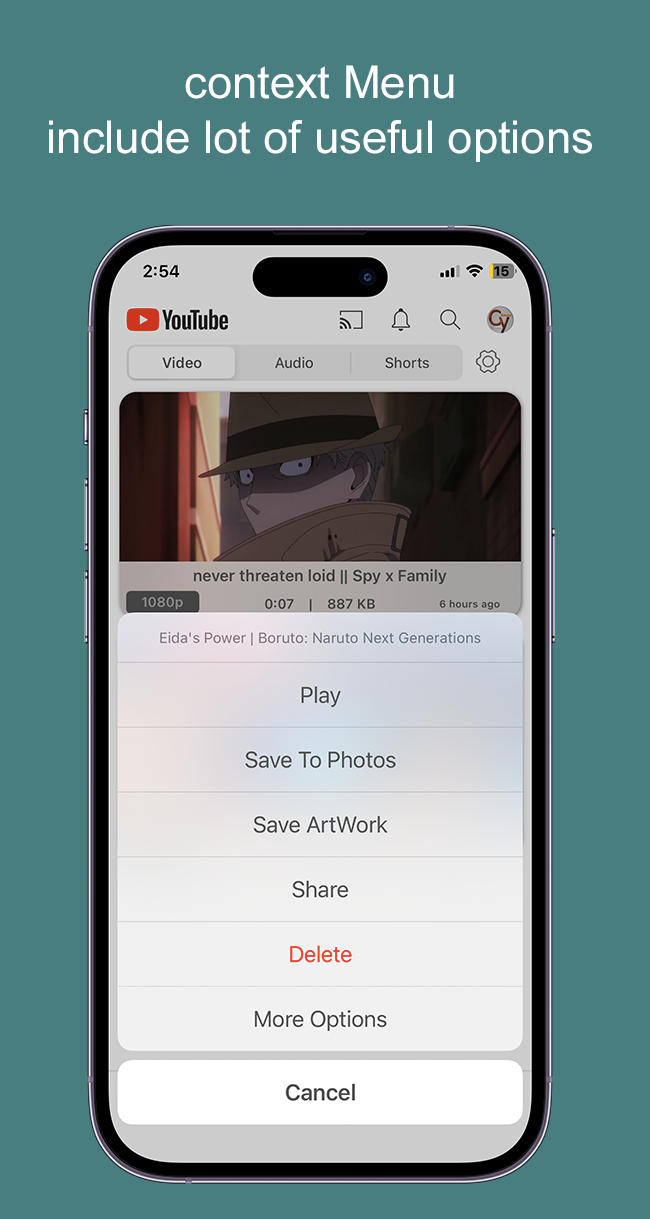 context Menu
include lot of useful options
2:54
15
YouTube
Cy
Video
Audio
Shorts
never threaten loid || Spy x Family
1080p
0:07 | 887 KB
6 hours ago
Eida's Power | Boruto: Naruto Next Generations
Play
Save To Photos
Save ArtWork
Share
Delete
More Options
Cancel